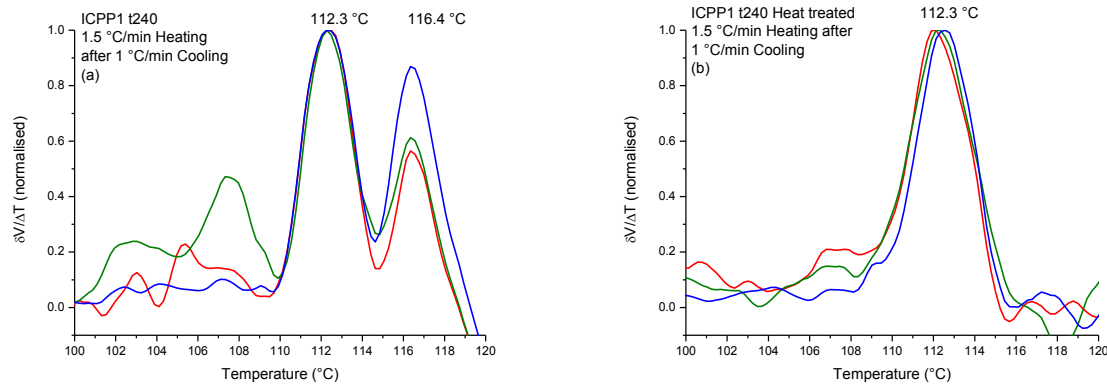 ICPP1 t240
1.5 °C/min Heating
after 1 °C/min Cooling
(a)
112.3 °C
116.4 °C
1.0
0.8
0.6
0.4
0.2
0.0
δV/ΔT (normalised)
100 102 104 106 108 110 112 114 116 118 120
Temperature (°C)
ICPP1 t240 Heat treated
1.5 °C/min Heating after
1 °C/min Cooling
(b)
112.3 °C
1.0
0.8
0.6
0.4
0.2
0.0
δV/ΔT (normalised)
100 102 104 106 108 110 112 114 116 118 120
Temperature (°C)